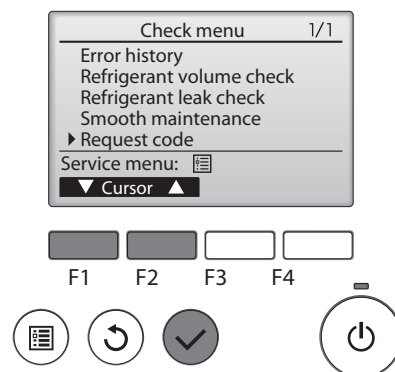 Check menu 1/1
Error history
Refrigerant volume check
Refrigerant leak check
Smooth maintenance
Request code
Service menu:
Cursor
F1 F2 F3 F4